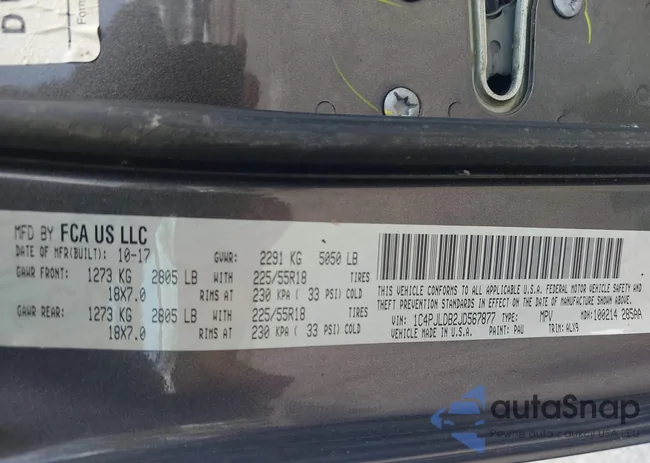 Form
MFD BY FCA US LLC
DATE OF MFR(BUILT): 10-17 GVWR: 2291 KG 5050 LB
GAWR FRONT: 1273 KG 2805 LB WITH 225/55R18 TIRES
18X7.0 RIMS AT 230 KPA ( 33 PSI) COLD
GAWR REAR: 1273 KG 2805 LB WITH 225/55R18 TIRES
18X7.0 RIMS AT 230 KPA ( 33 PSI) COLD
THIS VEHICLE CONFORMS TO ALL APPLICABLE U.S.A. FEDERAL MOTOR VEHICLE SAFETY AND
THEFT PREVENTION STANDARDS IN EFFECT ON THE DATE OF MANUFACTURE SHOWN ABOVE.
VIN: 1C4PJLDB2JD567877 TYPE: MPV MDH: 100214 285AA
VEHICLE MADE IN U.S.A. PAINT: PAU TRIM: ALX9
autoSnap